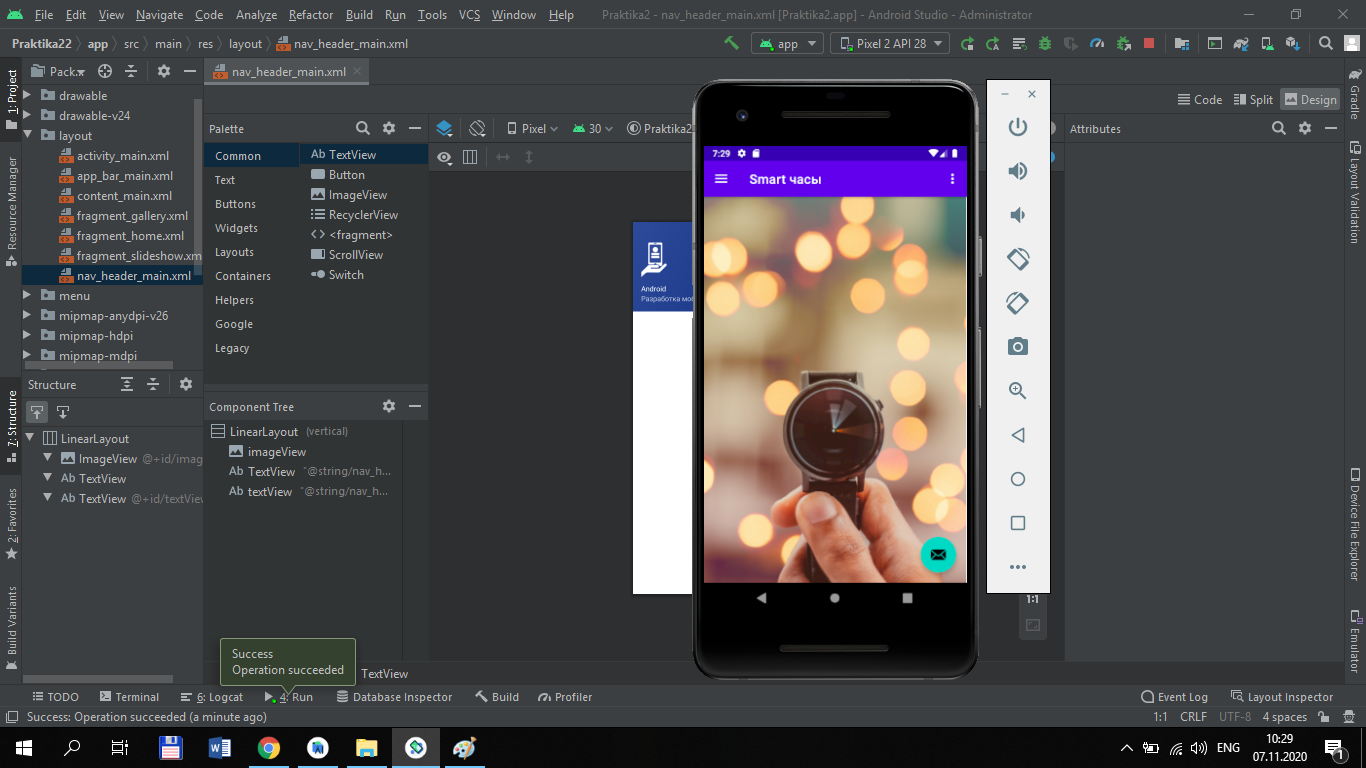 File Edit View Navigate Code Analyze Refactor Build Run Tools VCS Window Help Praktika2 - nav_header_main.xml [Praktika2.app] - Android Studio - Administrator
Praktika22 app src main res layout nav_header_main.xml app Pixel 2 API 28
1: Project
Resource Manager
7: Structure
2: Favorites
Build Variants
Pack..
drawable
drawable-v24
layout
activity_main.xml
app_bar_main.xml
content_main.xml
fragment_gallery.xml
fragment_home.xml
fragment_slideshow.xm
nav_header_main.xml
menu
mipmap-anydpi-v26
mipmap-hdpi
mipmap-mdpi
Structure
LinearLayout
ImageView @+id/imag
TextView
TextView @+id/textView
nav_header_main.xml
Code Split Design
Palette
Common
Text
Buttons
Widgets
Layouts
Containers
Helpers
Google
Legacy
Ab TextView
Button
ImageView
RecyclerView
<fragment>
ScrollView
Switch
Component Tree
LinearLayout (vertical)
imageView
Ab TextView "@string/nav_h...
Ab textView "@string/nav_h...
Pixel 30 Praktika2
Android
Разработка моб
7:29
Smart часы
1:1
Attributes
Gradle
Layout Validation
Device File Explorer
Emulator
Success
Operation succeeded
TextView
TODO Terminal 6: Logcat 4: Run Database Inspector Build Profiler Event Log Layout Inspector
Success: Operation succeeded (a minute ago) 1:1 CRLF UTF-8 4 spaces
ENG 10:29
07.11.2020
1